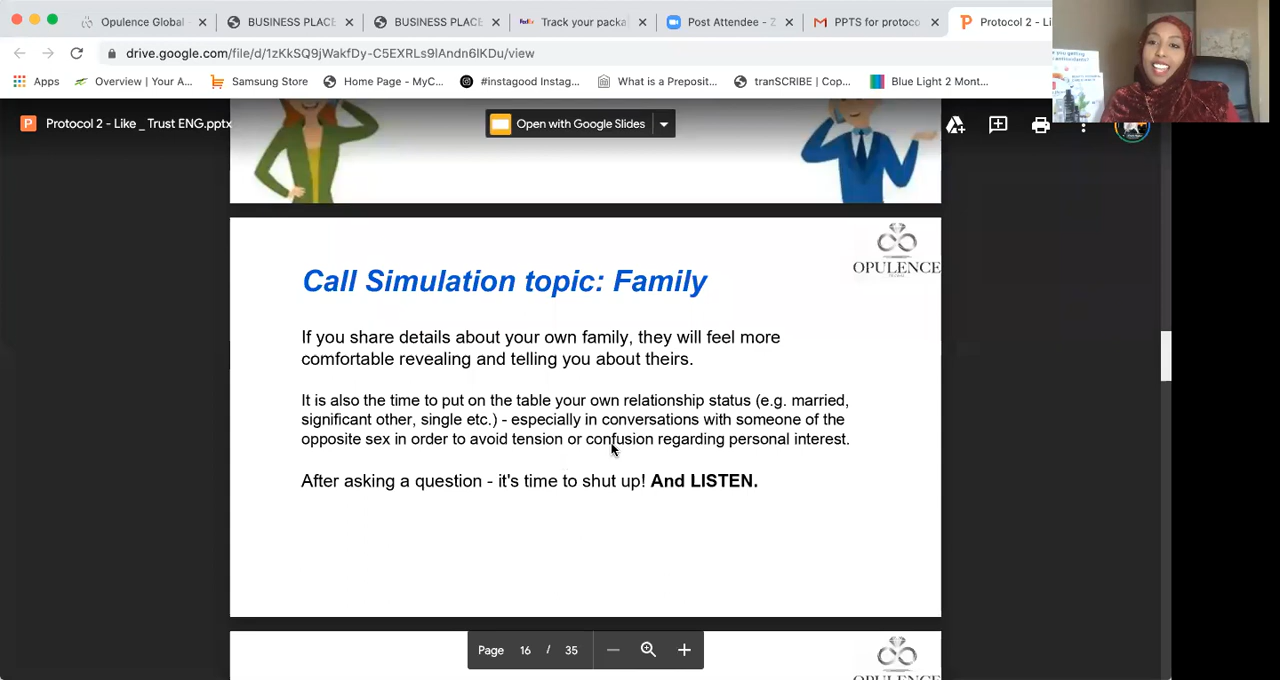 Opulence Global
BUSINESS PLACE
BUSINESS PLACE
FedEx
Track your packa
Post Attendee - Z
PPTS for protoco
Protocol 2 - Li
drive.google.com/file/d/1zKkSQ9jWakfDv-C5EXRLs9IAndn6lKDu/view
Apps
Overview | Your A...
Samsung Store
Home Page - MyC...
#instagood Instag...
What is a Preposit...
tranSCRIBE | Cop...
Blue Light 2 Mont...
P Protocol 2 - Like _ Trust ENG.pptx
Open with Google Slides
OPULENCE
Call Simulation topic: Family
If you share details about your own family, they will feel more
comfortable revealing and telling you about theirs.
It is also the time to put on the table your own relationship status (e.g. married,
significant other, single etc.) - especially in conversations with someone of the
opposite sex in order to avoid tension or confusion regarding personal interest.
After asking a question - it's time to shut up! And LISTEN.
Page 16 / 35
OPULENCE